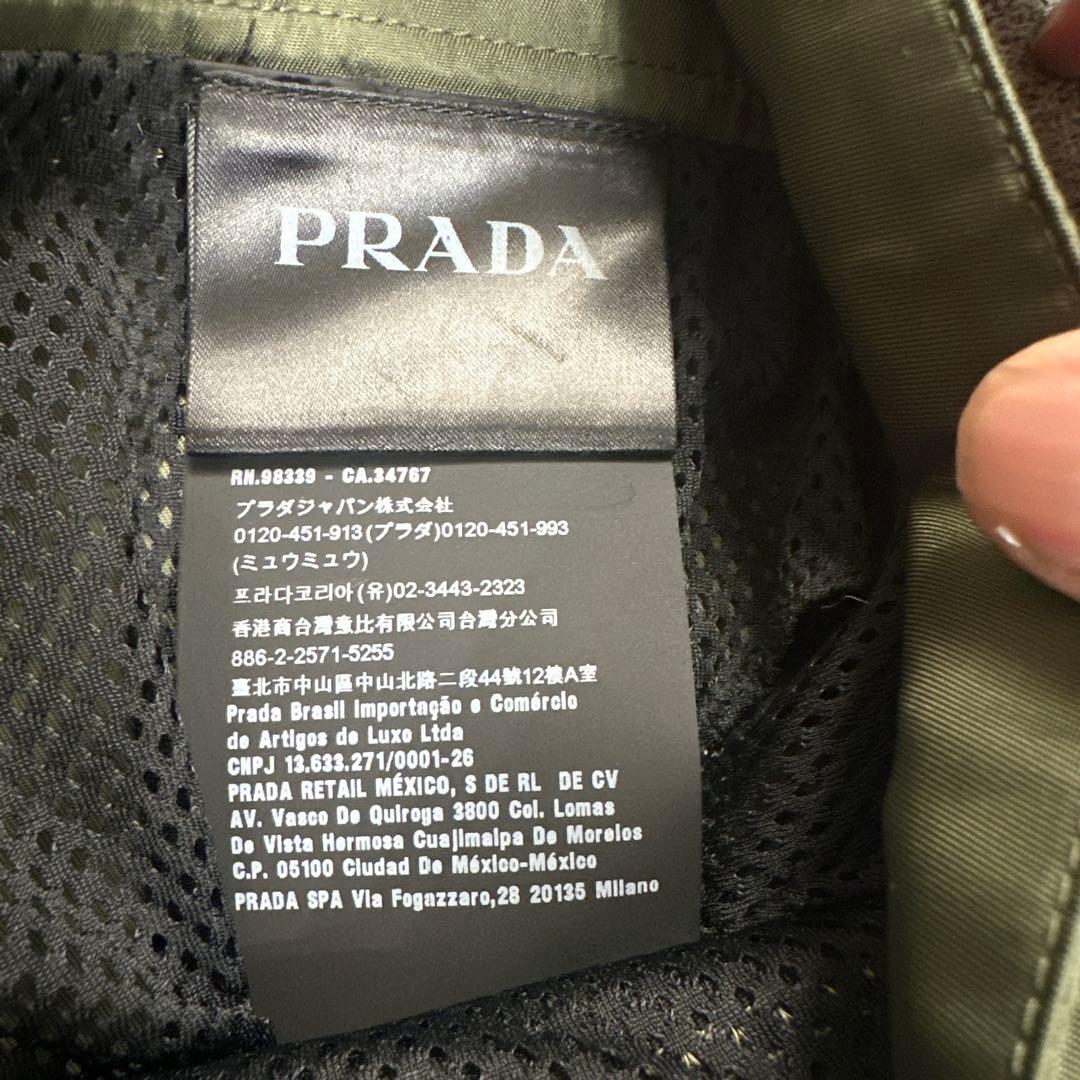 PRADA
RN.98339 - CA.34767
プラダジャパン株式会社
0120-451-913(プラダ)0120-451-993
(ミュウミュウ)
프라다코리아(유)02-3443-2323
香港商台灣意比有限公司台灣分公司
886-2-2571-5255
臺北市中山區中山北路二段44號12樓A室
Prada Brasil Importação e Comércio
de Artigos de Luxo Ltda
CNPJ 13.633.271/0001-26
PRADA RETAIL MÉXICO, S DE RL DE CV
AV. Vasco De Quiroga 3800 Col. Lomas
De Vista Hermosa Cuajimalpa De Morelos
C.P. 05100 Ciudad De México-México
PRADA SPA Via Fogazzaro,28 20135 Milano